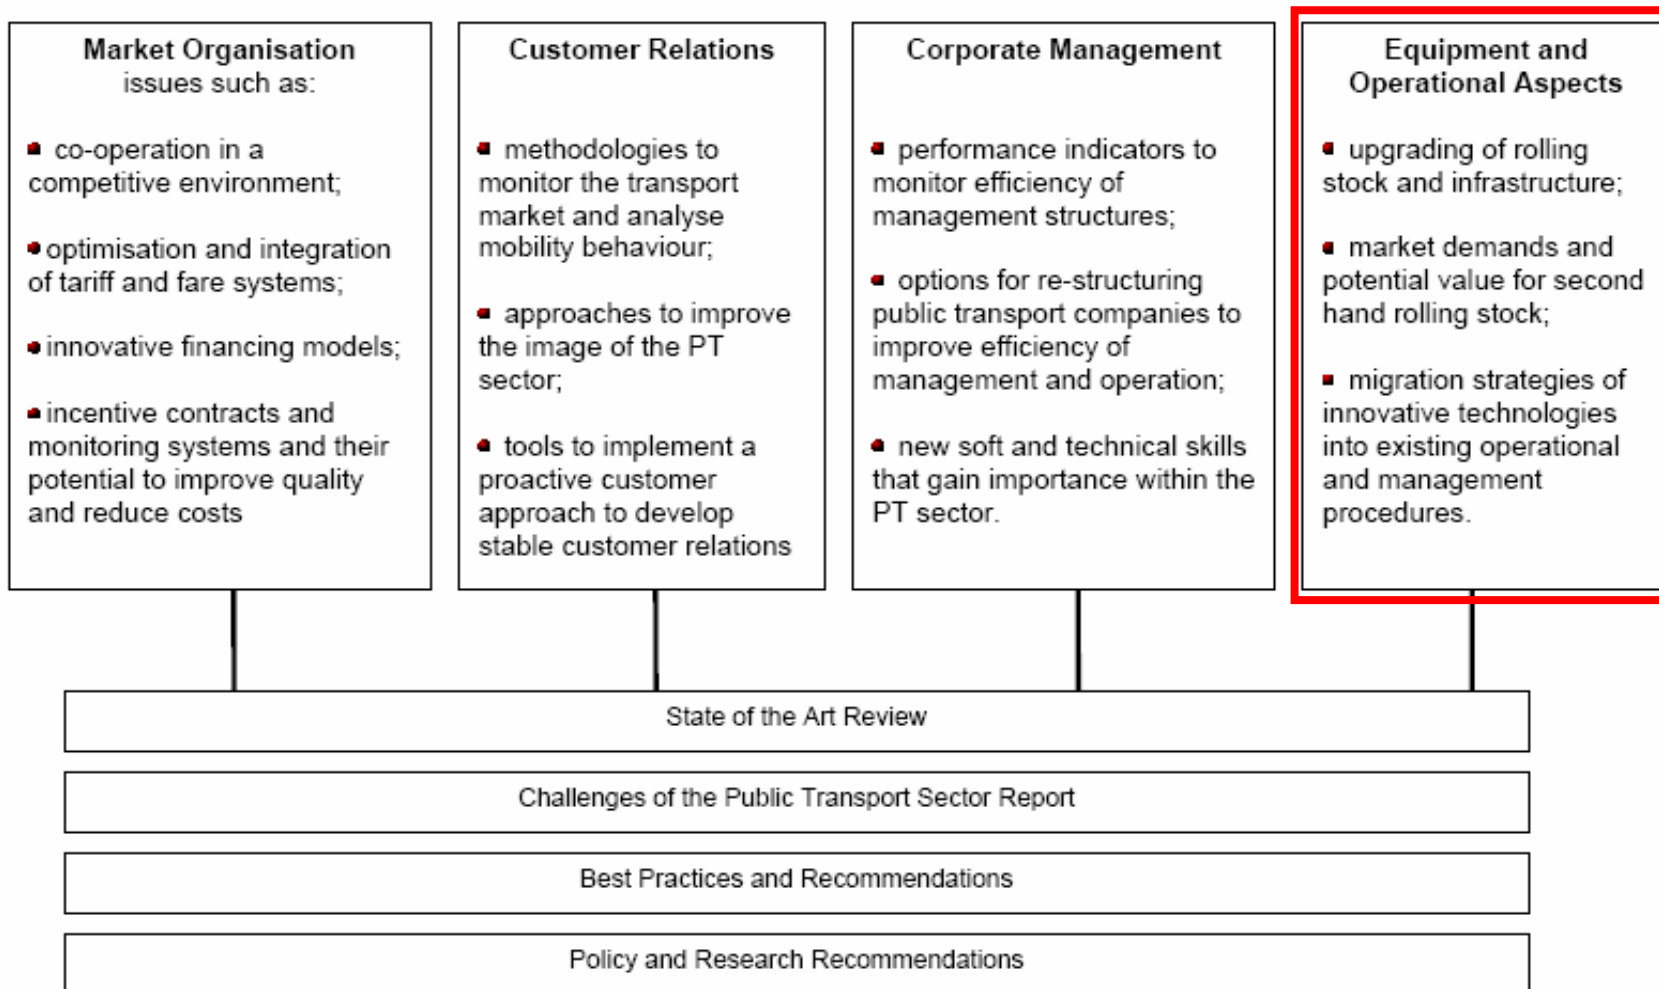 Market Organisation
issues such as:
co-operation in a
competitive environment;
optimisation and integration
of tariff and fare systems;
innovative financing models;
incentive contracts and
monitoring systems and their
potential to improve quality
and reduce costs
Customer Relations
methodologies to
monitor the transport
market and analyse
mobility behaviour;
approaches to improve
the image of the PT
sector;
tools to implement a
proactive customer
approach to develop
stable customer relations
Corporate Management
performance indicators to
monitor efficiency of
management structures;
options for re-structuring
public transport companies to
improve efficiency of
management and operation;
new soft and technical skills
that gain importance within the
PT sector.
Equipment and
Operational Aspects
upgrading of rolling
stock and infrastructure;
market demands and
potential value for second
hand rolling stock;
migration strategies of
innovative technologies
into existing operational
and management
procedures.
State of the Art Review
Challenges of the Public Transport Sector Report
Best Practices and Recommendations
Policy and Research Recommendations